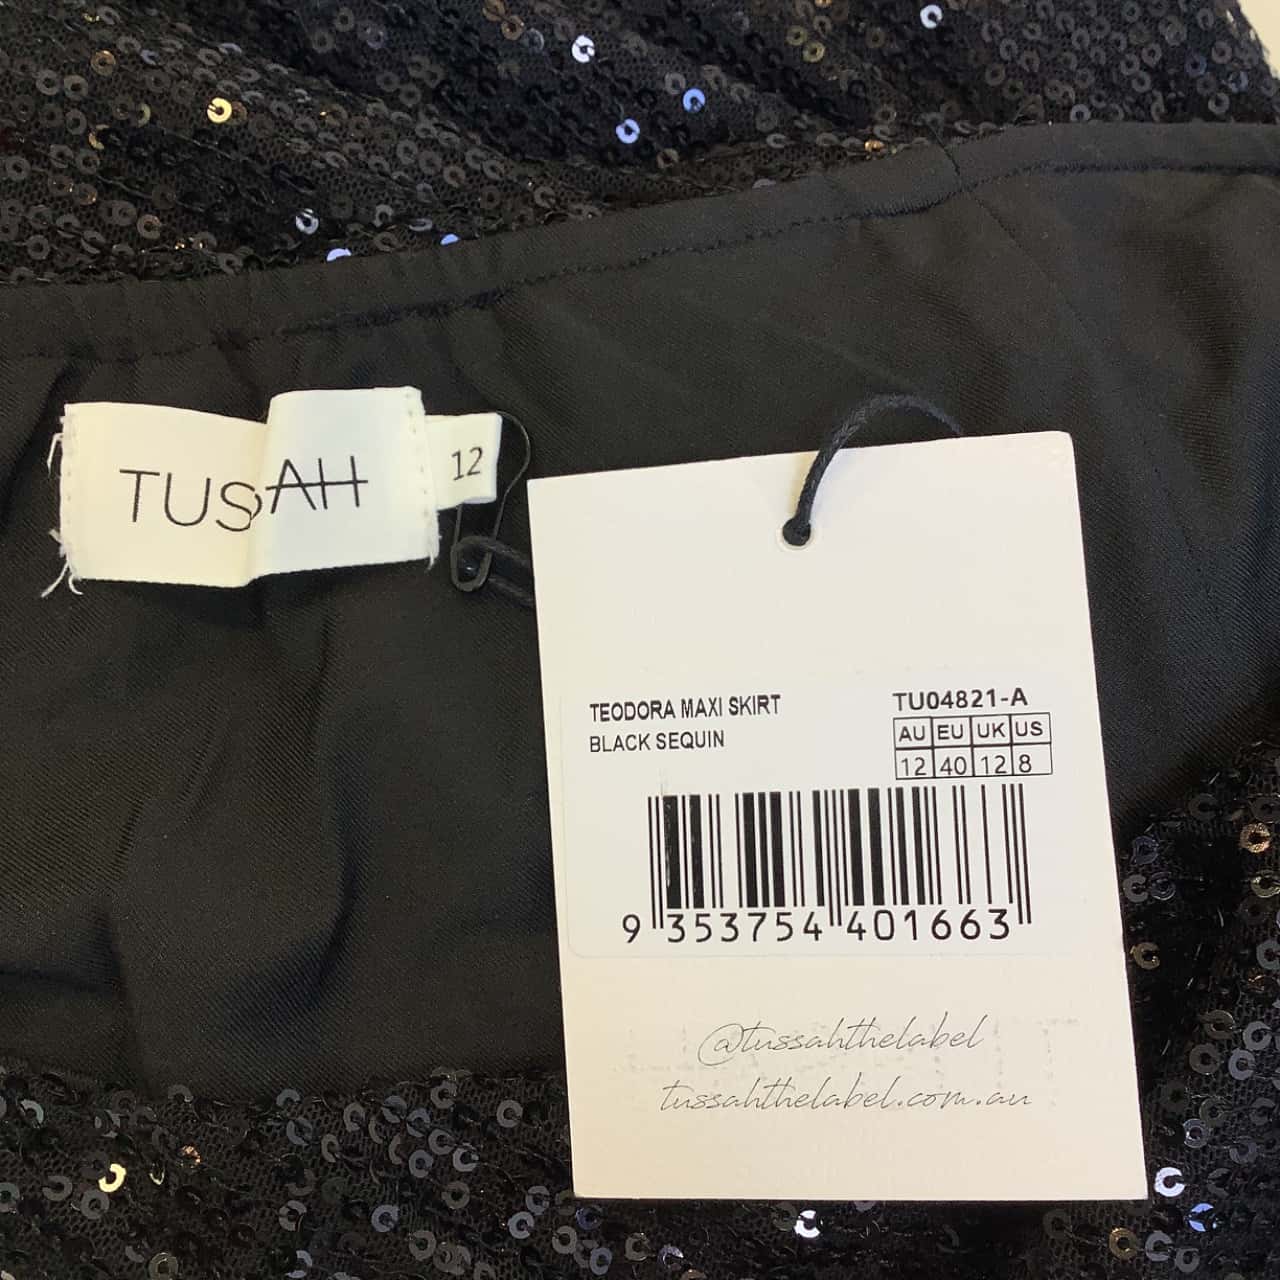 TUSSAH
12
TEODORA MAXI SKIRT
BLACK SEQUIN
TU04821-A
AU EU UK US
12 40 12 8
9 353754 401663
@tussahthelabel
tussahthelabel.com.au